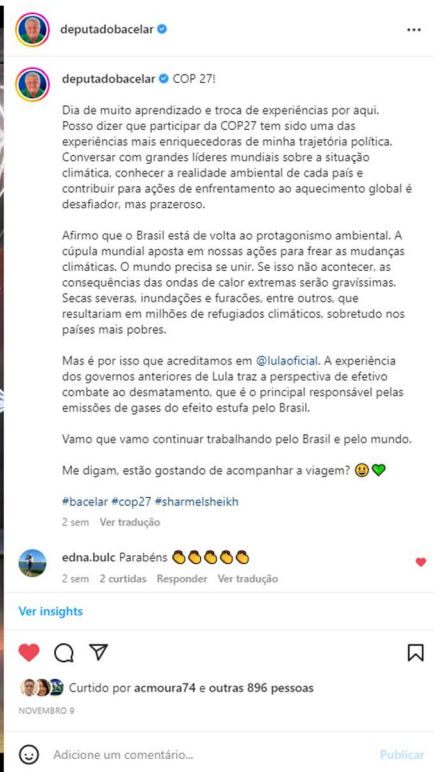 deputadobacelar
deputadobacelar COP 27!
Dia de muito aprendizado e troca de experiências por aqui.
Posso dizer que participar da COP27 tem sido uma das
experiências mais enriquecedoras de minha trajetória política.
Conversar com grandes líderes mundiais sobre a situação
climática, conhecer a realidade ambiental de cada país e
contribuir para ações de enfrentamento ao aquecimento global é
desafiador, mas prazeroso.
Afirmo que o Brasil está de volta ao protagonismo ambiental. A
cúpula mundial aposta em nossas ações para frear as mudanças
climáticas. O mundo precisa se unir. Se isso não acontecer, as
consequências das ondas de calor extremas serão gravíssimas.
Secas severas, inundações e furacões, entre outros, que
resultariam em milhões de refugiados climáticos, sobretudo nos
países mais pobres.
Mas é por isso que acreditamos em @lulaoficial. A experiência
dos governos anteriores de Lula traz a perspectiva de efetivo
combate ao desmatamento, que é o principal responsável pelas
emissões de gases do efeito estufa pelo Brasil.
Vamo que vamo continuar trabalhando pelo Brasil e pelo mundo.
Me digam, estão gostando de acompanhar a viagem? 😀💚
#bacelar #cop27 #sharmelsheikh
2 sem Ver tradução
edna.bulc Parabéns 👏👏👏👏👏
2 sem 2 curtidas Responder Ver tradução
Ver insights
Curtido por acmoura74 e outras 896 pessoas
NOVEMBRO 9
Adicione um comentário... Publicar